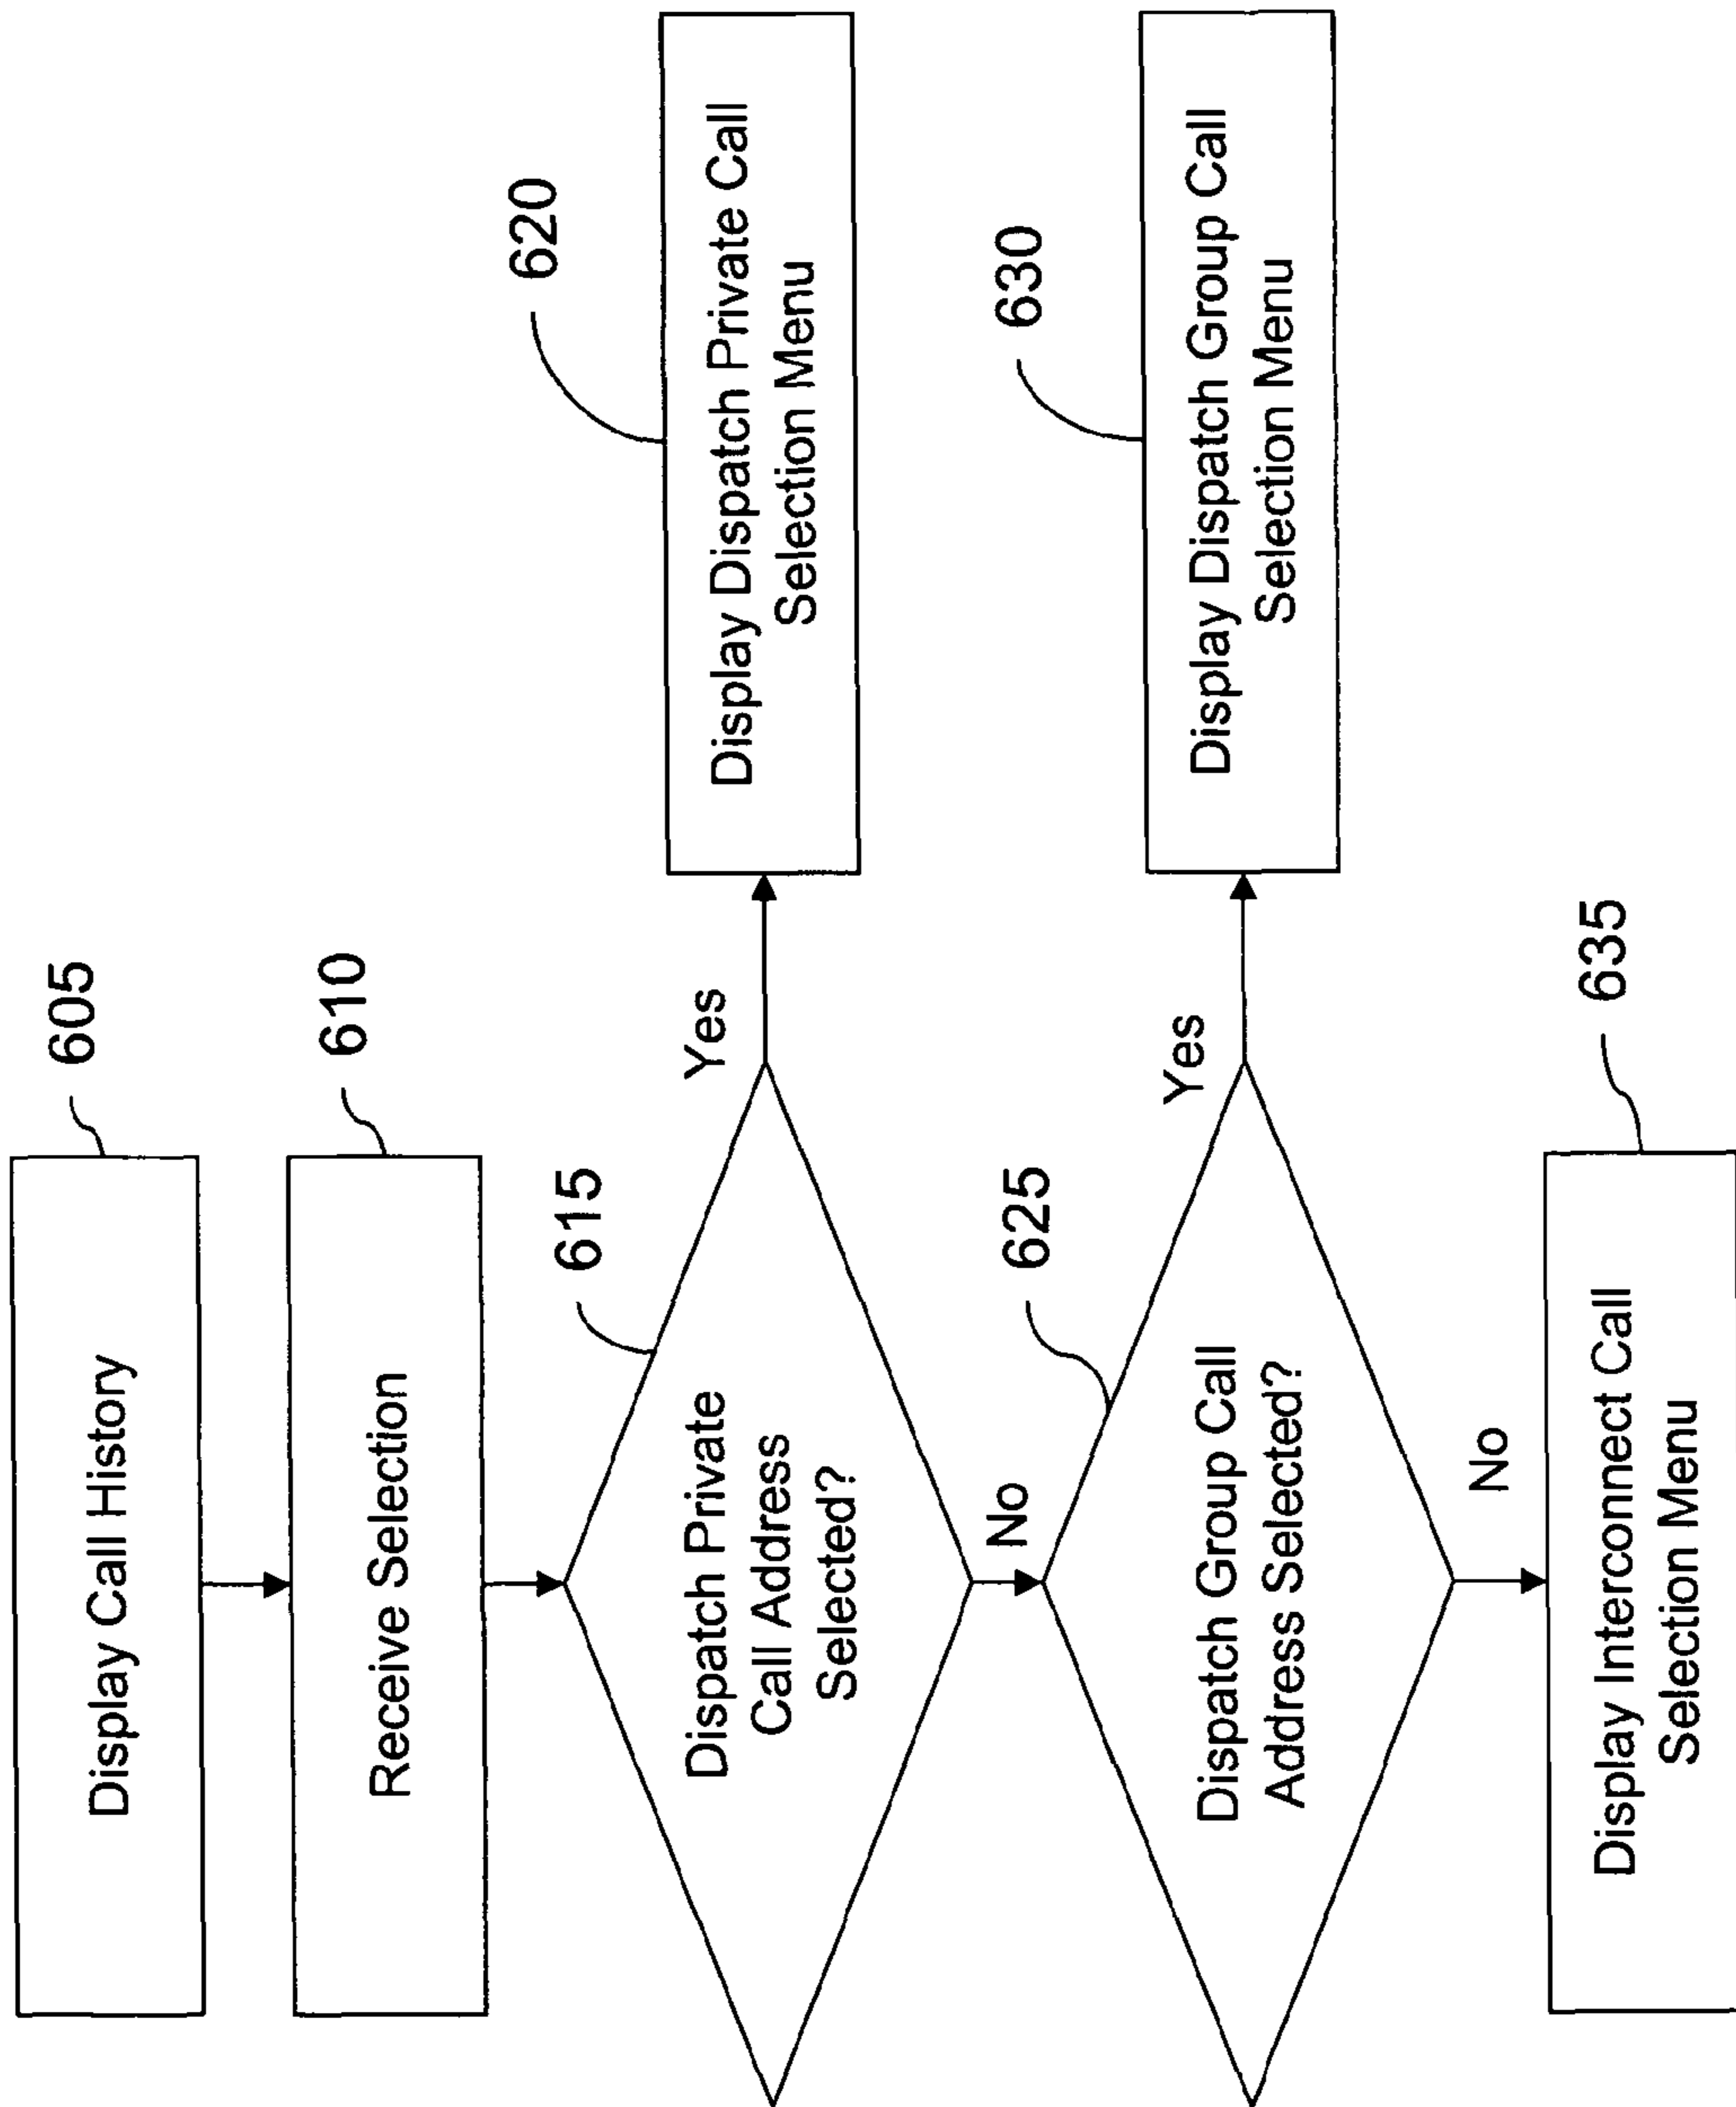 605
Display Call History
610
Receive Selection
615
Dispatch Private
Call Address
Selected?
Yes
620
Display Dispatch Private Call
Selection Menu
No
625
Dispatch Group Call
Address Selected?
Yes
630
Display Dispatch Group Call
Selection Menu
No
635
Display Interconnect Call
Selection Menu